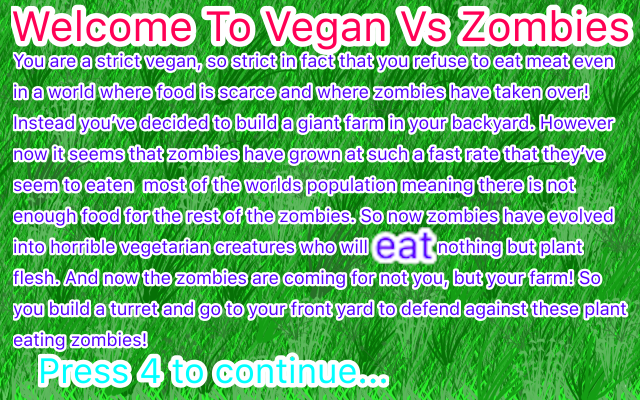 Welcome To Vegan Vs Zombies
You are a strict vegan, so strict in fact that you refuse to eat meat even
in a world where food is scarce and where zombies have taken over!
Instead you’ve decided to build a giant farm in your backyard. However
now it seems that zombies have grown at such a fast rate that they’ve
seem to eaten  most of the worlds population meaning there is not
enough food for the rest of the zombies. So now zombies have evolved
into horrible vegetarian creatures who will eat nothing but plant
flesh. And now the zombies are coming for not you, but your farm! So
you build a turret and go to your front yard to defend against these plant
eating zombies!
Press 4 to continue...